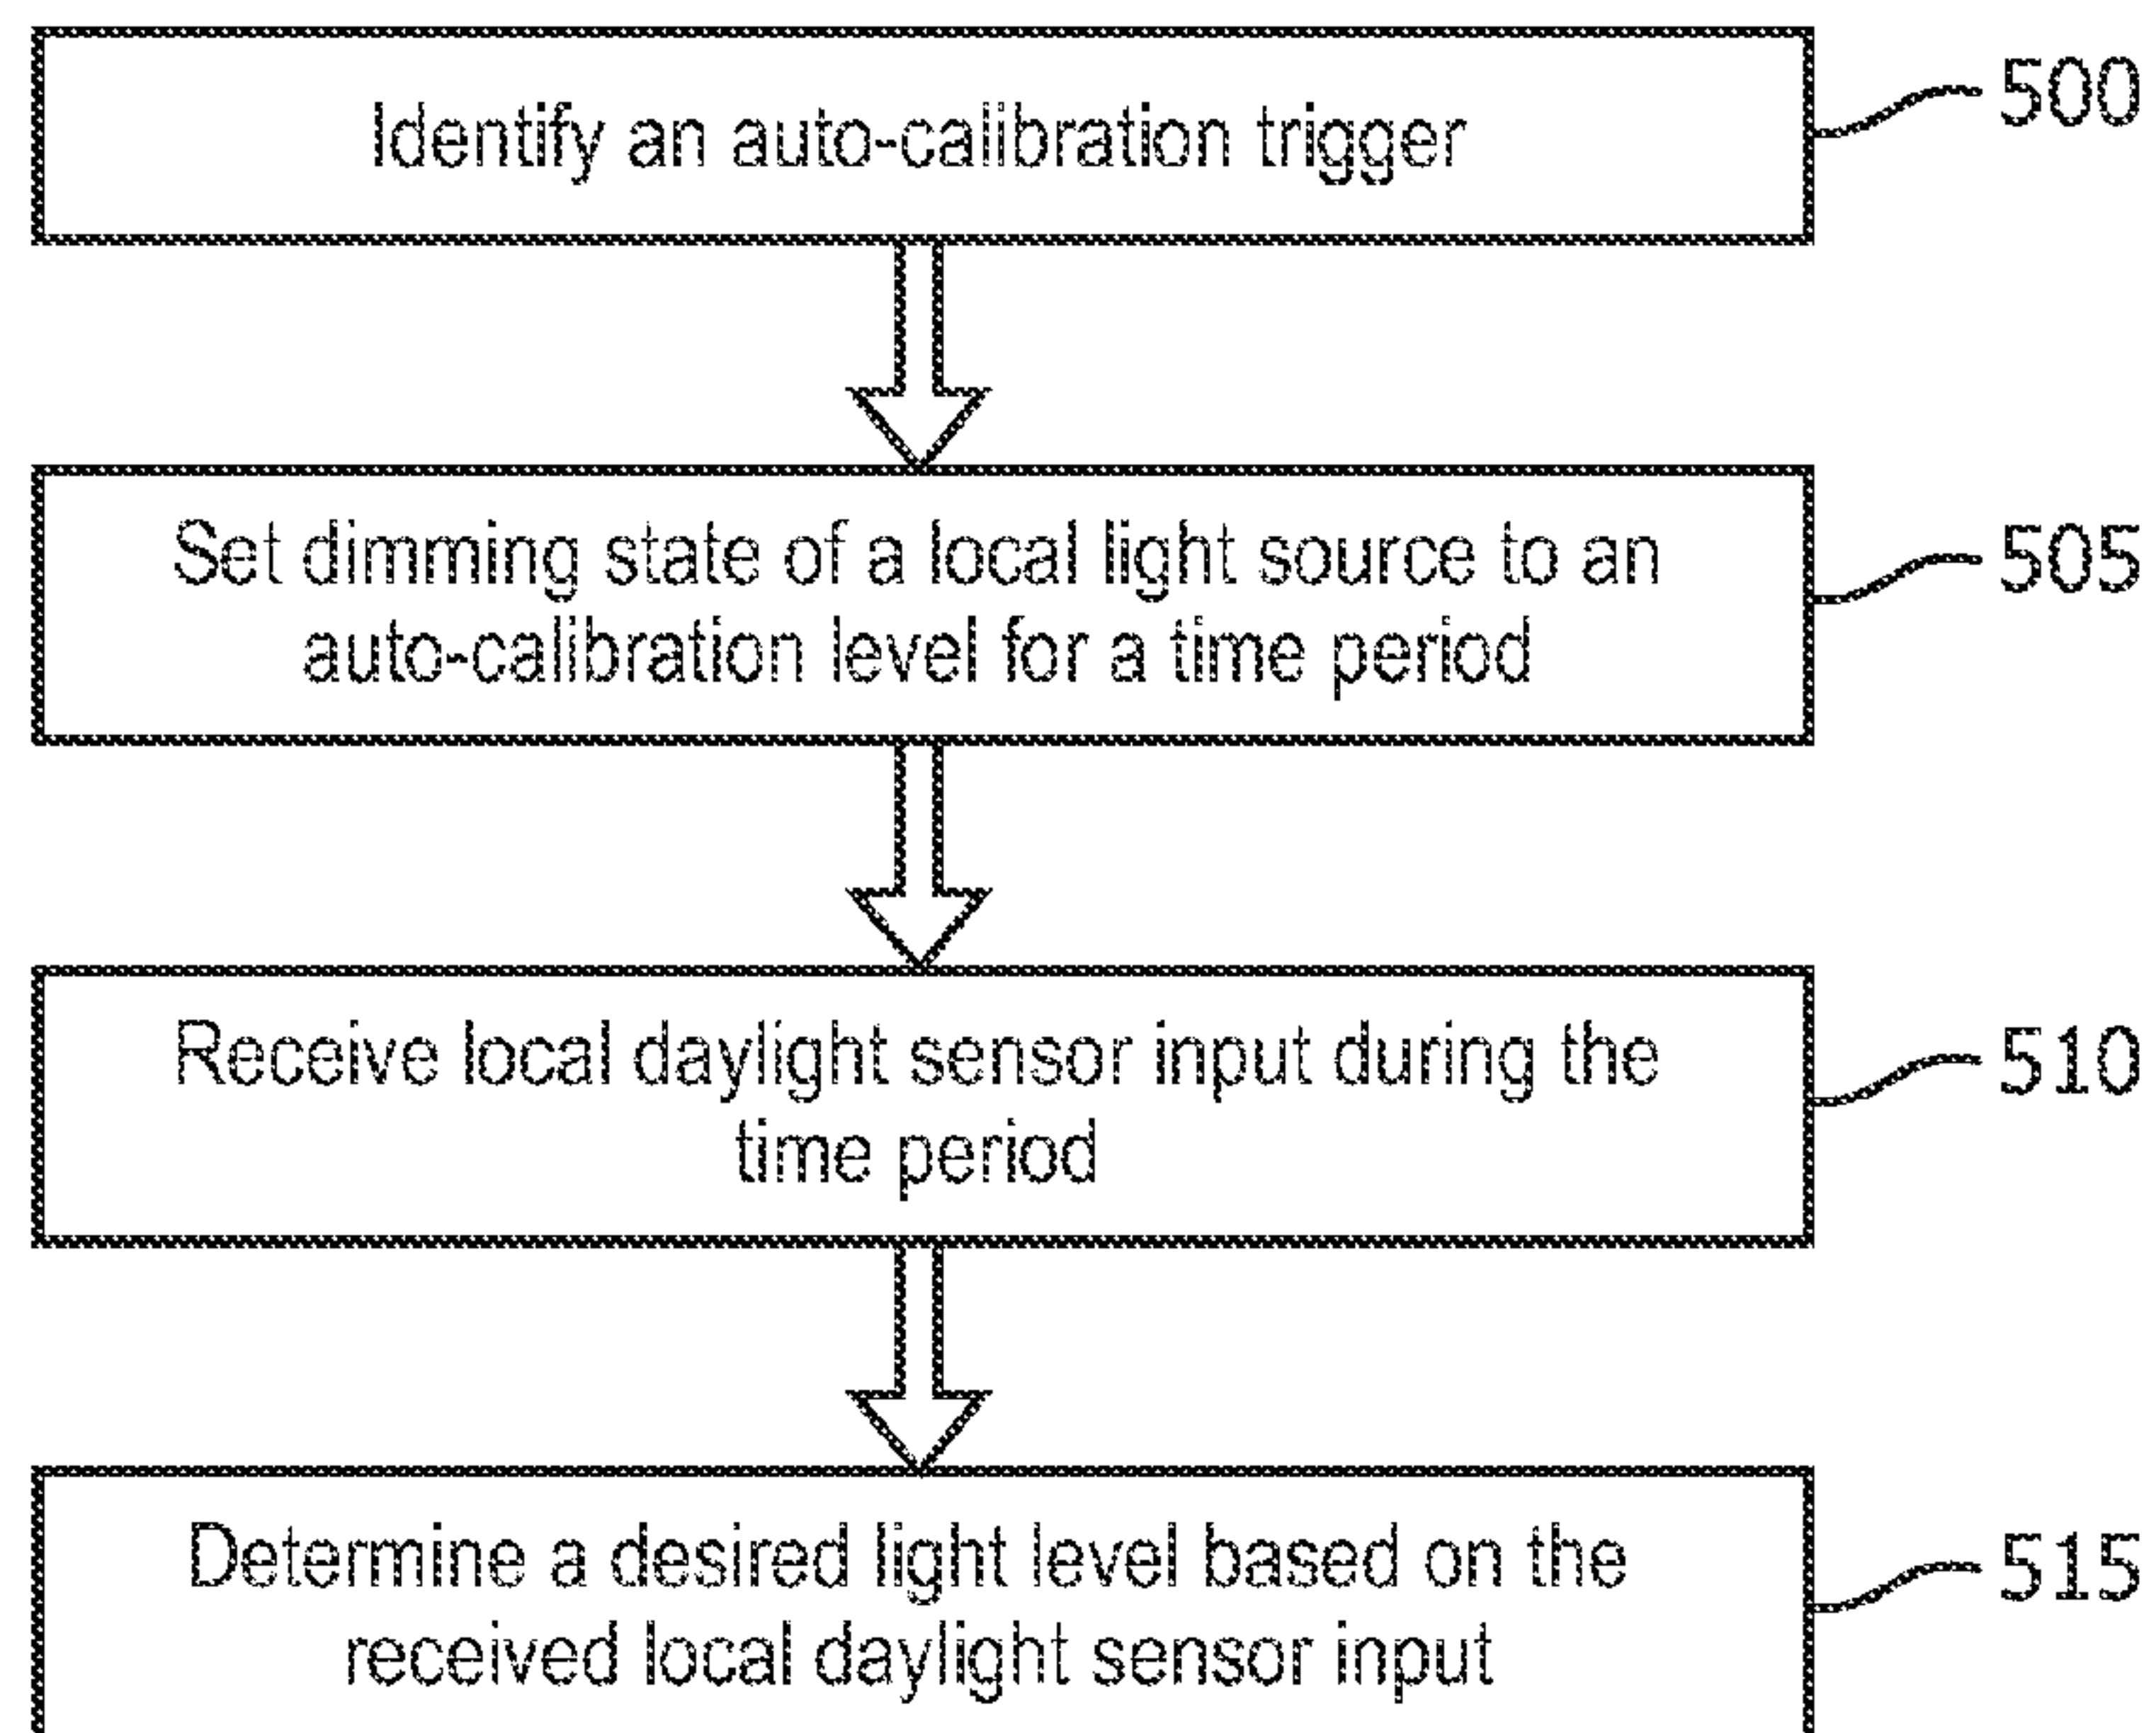 Identify an auto-calibration trigger
500
Set dimming state of a local light source to an
auto-calibration level for a time period
505
Receive local daylight sensor input during the
time period
510
Determine a desired light level based on the
received local daylight sensor input
515